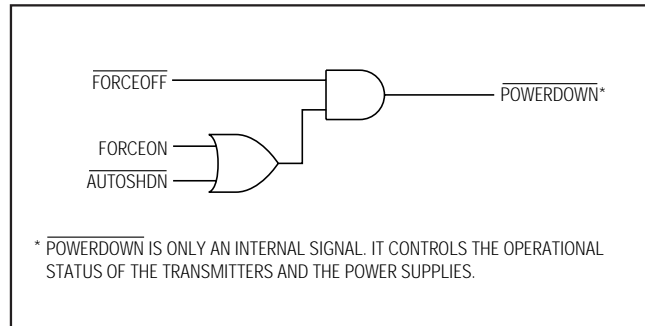 FORCEOFF
POWERDOWN*
FORCEON
AUTOSHDN
* POWERDOWN IS ONLY AN INTERNAL SIGNAL. IT CONTROLS THE OPERATIONAL
STATUS OF THE TRANSMITTERS AND THE POWER SUPPLIES.